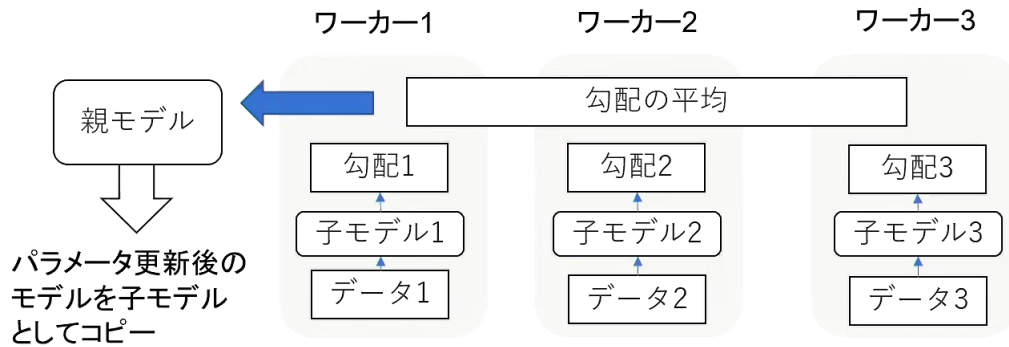 ワーカー1
ワーカー2
ワーカー3
親モデル
勾配の平均
勾配1
勾配2
勾配3
子モデル1
子モデル2
子モデル3
データ1
データ2
データ3
パラメータ更新後の
モデルを子モデル
としてコピー